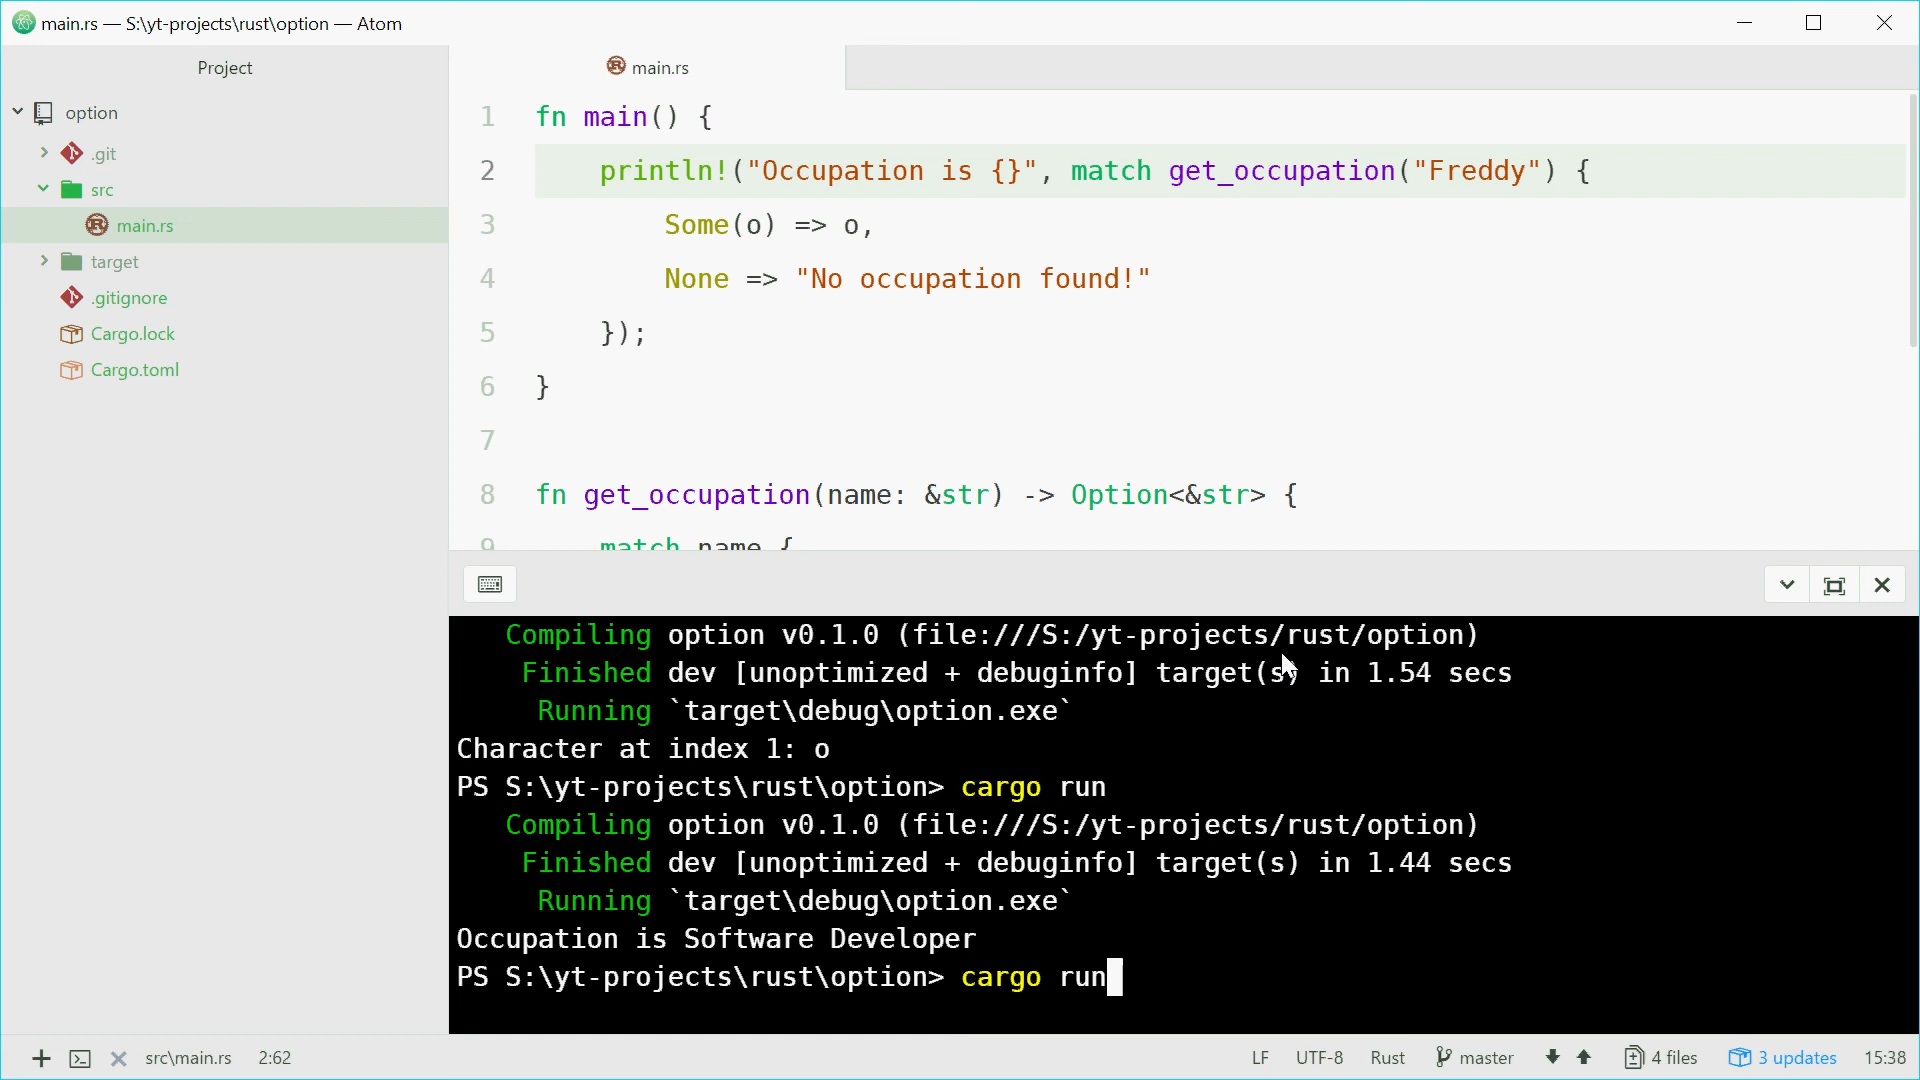 main.rs — S:\yt-projects\rust\option — Atom
Project
option
.git
src
main.rs
target
.gitignore
Cargo.lock
Cargo.toml
main.rs
1 fn main() {
2     println!("Occupation is {}", match get_occupation("Freddy") {
3         Some(o) => o,
4         None => "No occupation found!"
5     });
6 }
7
8 fn get_occupation(name: &str) -> Option<&str> {
9     match name {
Compiling option v0.1.0 (file:///S:/yt-projects/rust/option)
Finished dev [unoptimized + debuginfo] target(s) in 1.54 secs
Running `target\debug\option.exe`
Character at index 1: o
PS S:\yt-projects\rust\option> cargo run
Compiling option v0.1.0 (file:///S:/yt-projects/rust/option)
Finished dev [unoptimized + debuginfo] target(s) in 1.44 secs
Running `target\debug\option.exe`
Occupation is Software Developer
PS S:\yt-projects\rust\option> cargo run
src\main.rs 2:62 LF UTF-8 Rust master 4 files 3 updates 15:38